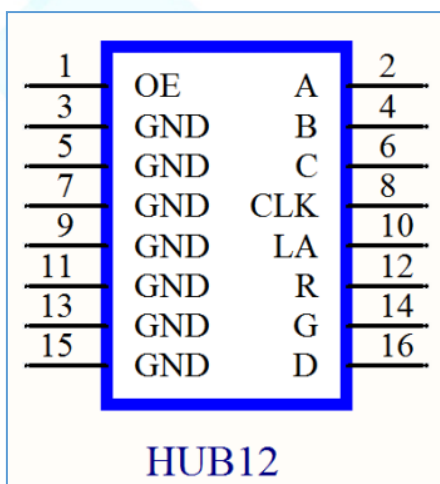 1 OE A 2
3 GND B 4
5 GND C 6
7 GND CLK 8
9 GND LA 10
11 GND R 12
13 GND G 14
15 GND D 16
HUB12